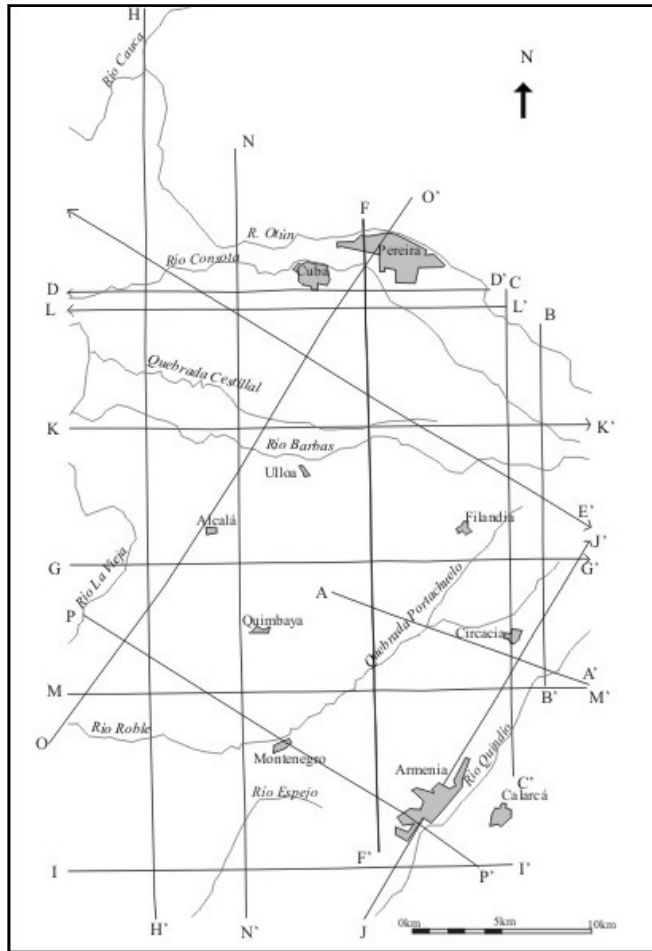 H
Río Cauca
N
N
O'
F
R. Otún
Pereira
Río Consota
Cuba
D
D'
C
L
L'
B
Quebrada Cestillal
K
K'
Río Barbas
Ulloa
E'
Alcalá
Filandia
J'
G
G'
Río La Vieja
A
P
Quimbaya
Quebrada Portachuelo
Circacia
A'
M
B'
M'
O
Río Roble
Montenegro
Armenia
Río Quindío
C'
Río Espejo
Calarcá
F'
I
P'
I'
H'
N'
J
0km
5km
10km